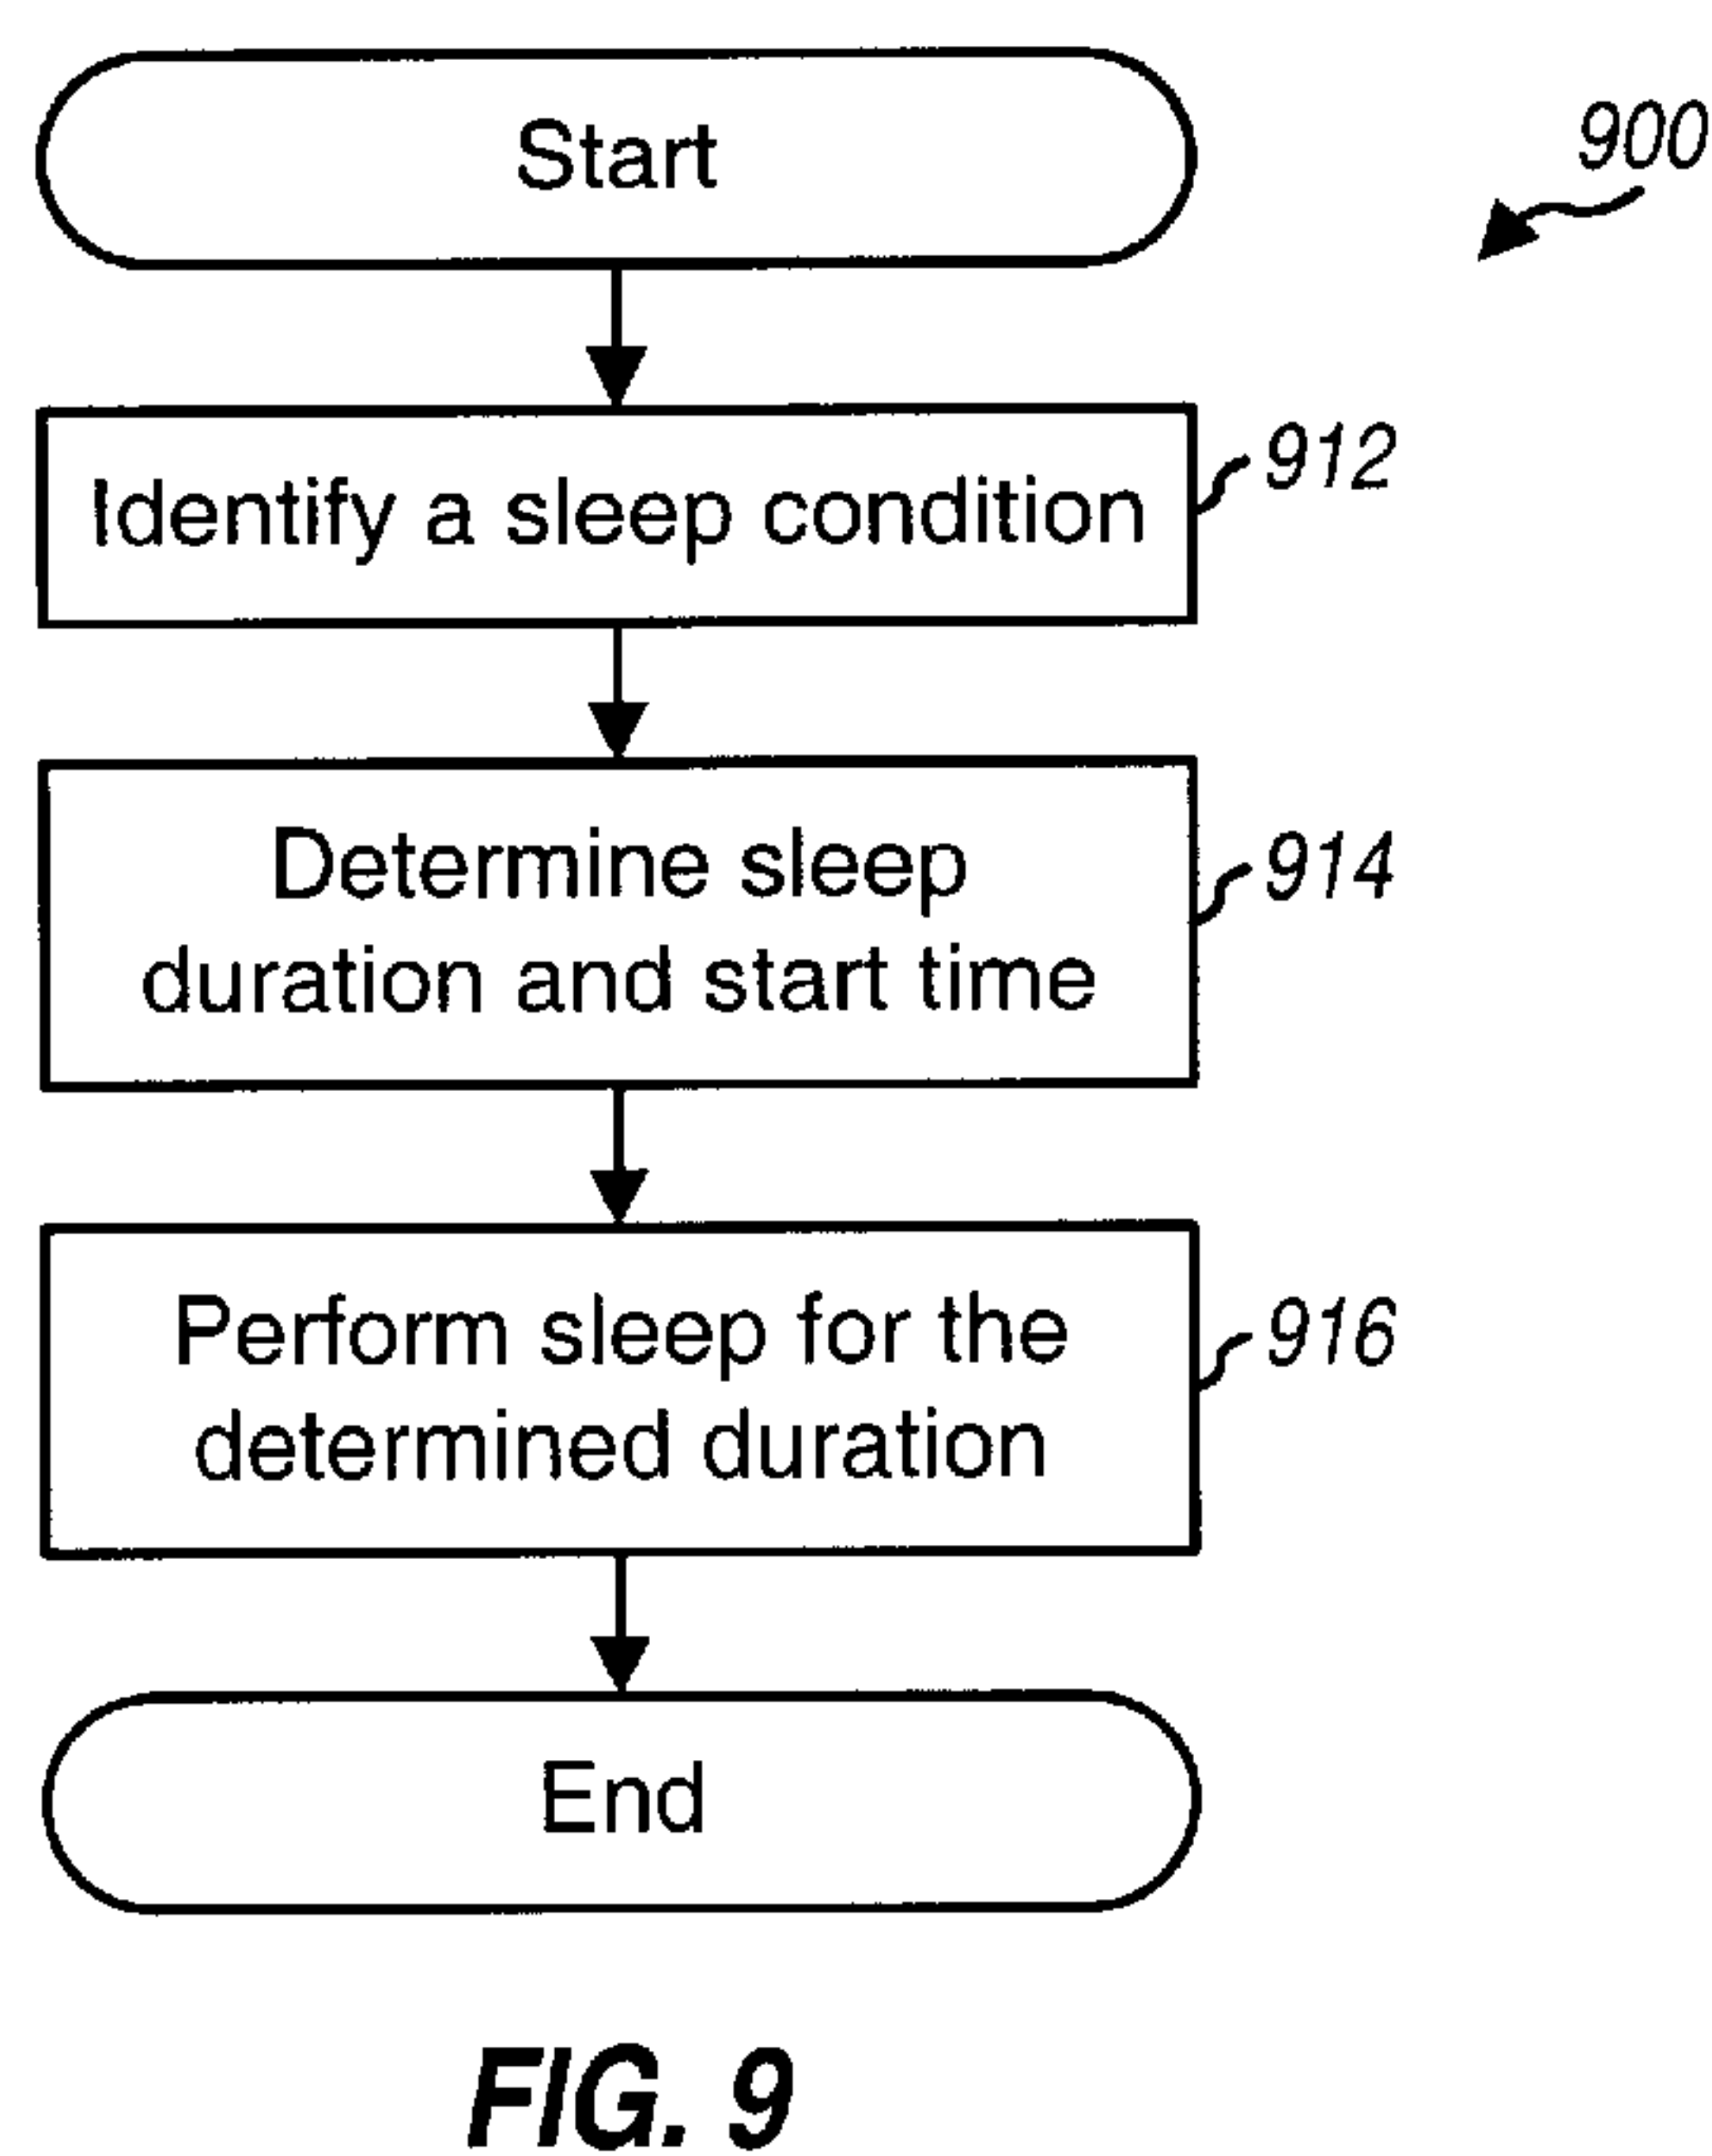 Start
900
Identify a sleep condition
912
Determine sleep
duration and start time
914
Perform sleep for the
determined duration
916
End
FIG. 9